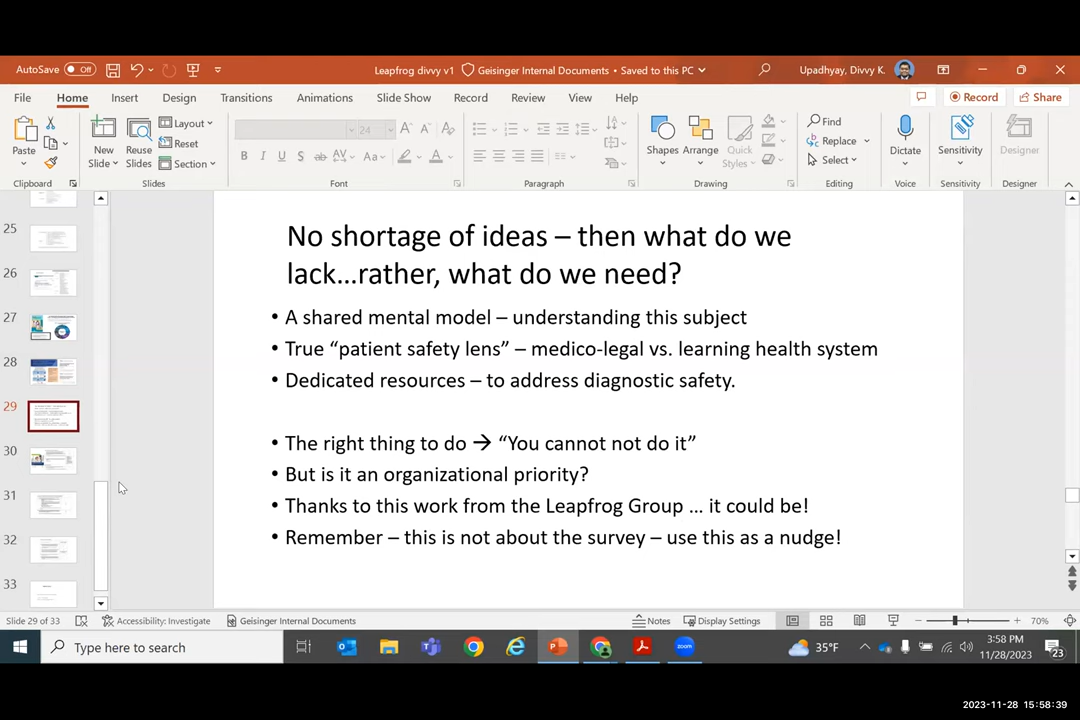 AutoSave Off Leapfrog divvy v1 Geisinger Internal Documents • Saved to this PC Upadhyay, Divvy K.
File Home Insert Design Transitions Animations Slide Show Record Review View Help Record Share
Paste New Slide Reuse Slides Layout Reset Section 24 Shapes Arrange Quick Styles Find Replace Select Dictate Sensitivity Designer
Clipboard Slides Font Paragraph Drawing Editing Voice Sensitivity Designer
No shortage of ideas – then what do we
lack...rather, what do we need?
• A shared mental model – understanding this subject
• True “patient safety lens” – medico-legal vs. learning health system
• Dedicated resources – to address diagnostic safety.
• The right thing to do → “You cannot not do it”
• But is it an organizational priority?
• Thanks to this work from the Leapfrog Group ... it could be!
• Remember – this is not about the survey – use this as a nudge!
25
26
27
28
29
30
31
32
33
Slide 29 of 33 Accessibility: Investigate Geisinger Internal Documents Notes Display Settings 70%
Type here to search 35°F 3:58 PM
11/28/2023 23
2023-11-28 15:58:39